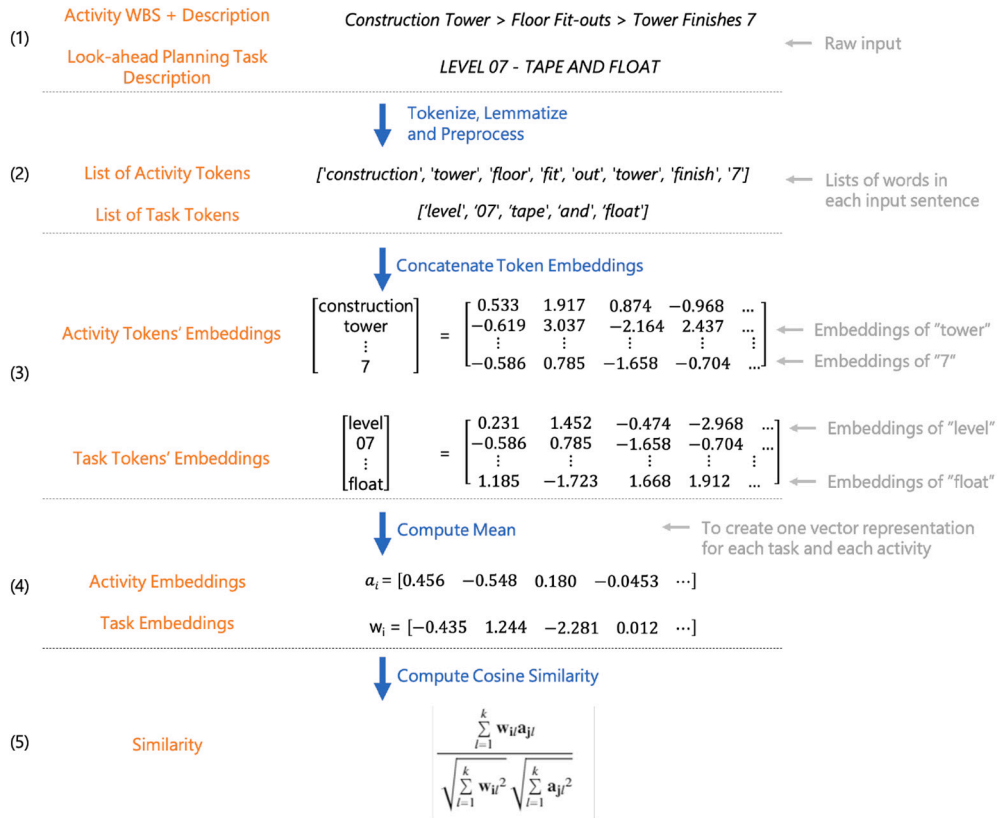 Activity WBS + Description
Construction Tower > Floor Fit-outs > Tower Finishes 7
(1)
Raw input
Look-ahead Planning Task
Description
LEVEL 07 - TAPE AND FLOAT
Tokenize, Lemmatize
and Preprocess
(2)
List of Activity Tokens
['construction', 'tower', 'floor', 'fit', 'out', 'tower', 'finish', '7']
Lists of words in
each input sentence
List of Task Tokens
['level', '07', 'tape', 'and', 'float']
Concatenate Token Embeddings
Activity Tokens' Embeddings
construction
tower
⋮
7
=
0.533 1.917 0.874 −0.968 ...
−0.619 3.037 −2.164 2.437 ...
⋮ ⋮ ⋮ ⋮ ⋮
−0.586 0.785 −1.658 −0.704 ...
Embeddings of "tower"
Embeddings of "7"
(3)
Task Tokens' Embeddings
level
07
⋮
float
=
0.231 1.452 −0.474 −2.968 ...
−0.586 0.785 −1.658 −0.704 ...
⋮ ⋮ ⋮ ⋮ ⋮
1.185 −1.723 1.668 1.912 ...
Embeddings of "level"
Embeddings of "float"
Compute Mean
To create one vector representation
for each task and each activity
(4)
Activity Embeddings
aᵢ = [0.456 −0.548 0.180 −0.0453 ⋯]
Task Embeddings
wᵢ = [−0.435 1.244 −2.281 0.012 ⋯]
Compute Cosine Similarity
(5)
Similarity
k k k
∑ w_il a_jl
l=1
√ ∑ w_il² √ ∑ a_jl²
l=1 l=1